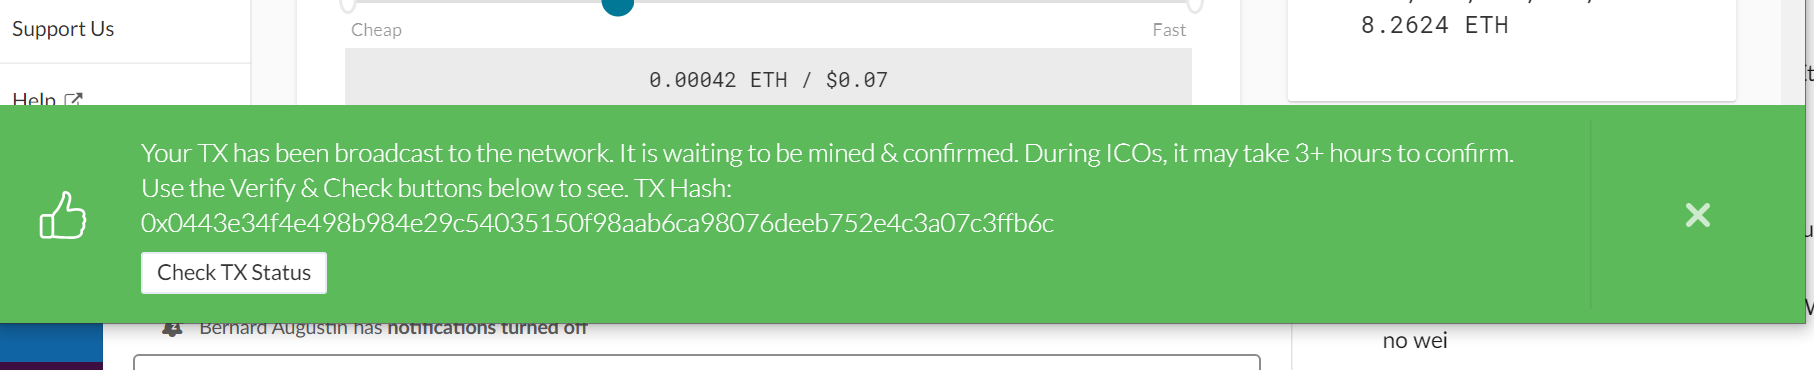 Support Us
Help
8.2624 ETH
Cheap
Fast
0.00042 ETH / $0.07
Your TX has been broadcast to the network. It is waiting to be mined & confirmed. During ICOs, it may take 3+ hours to confirm.
Use the Verify & Check buttons below to see. TX Hash:
0x0443e34f4e498b984e29c54035150f98aab6ca98076deeb752e4c3a07c3ffb6c
Check TX Status
Bernard Augustin has notifications turned off
no wei